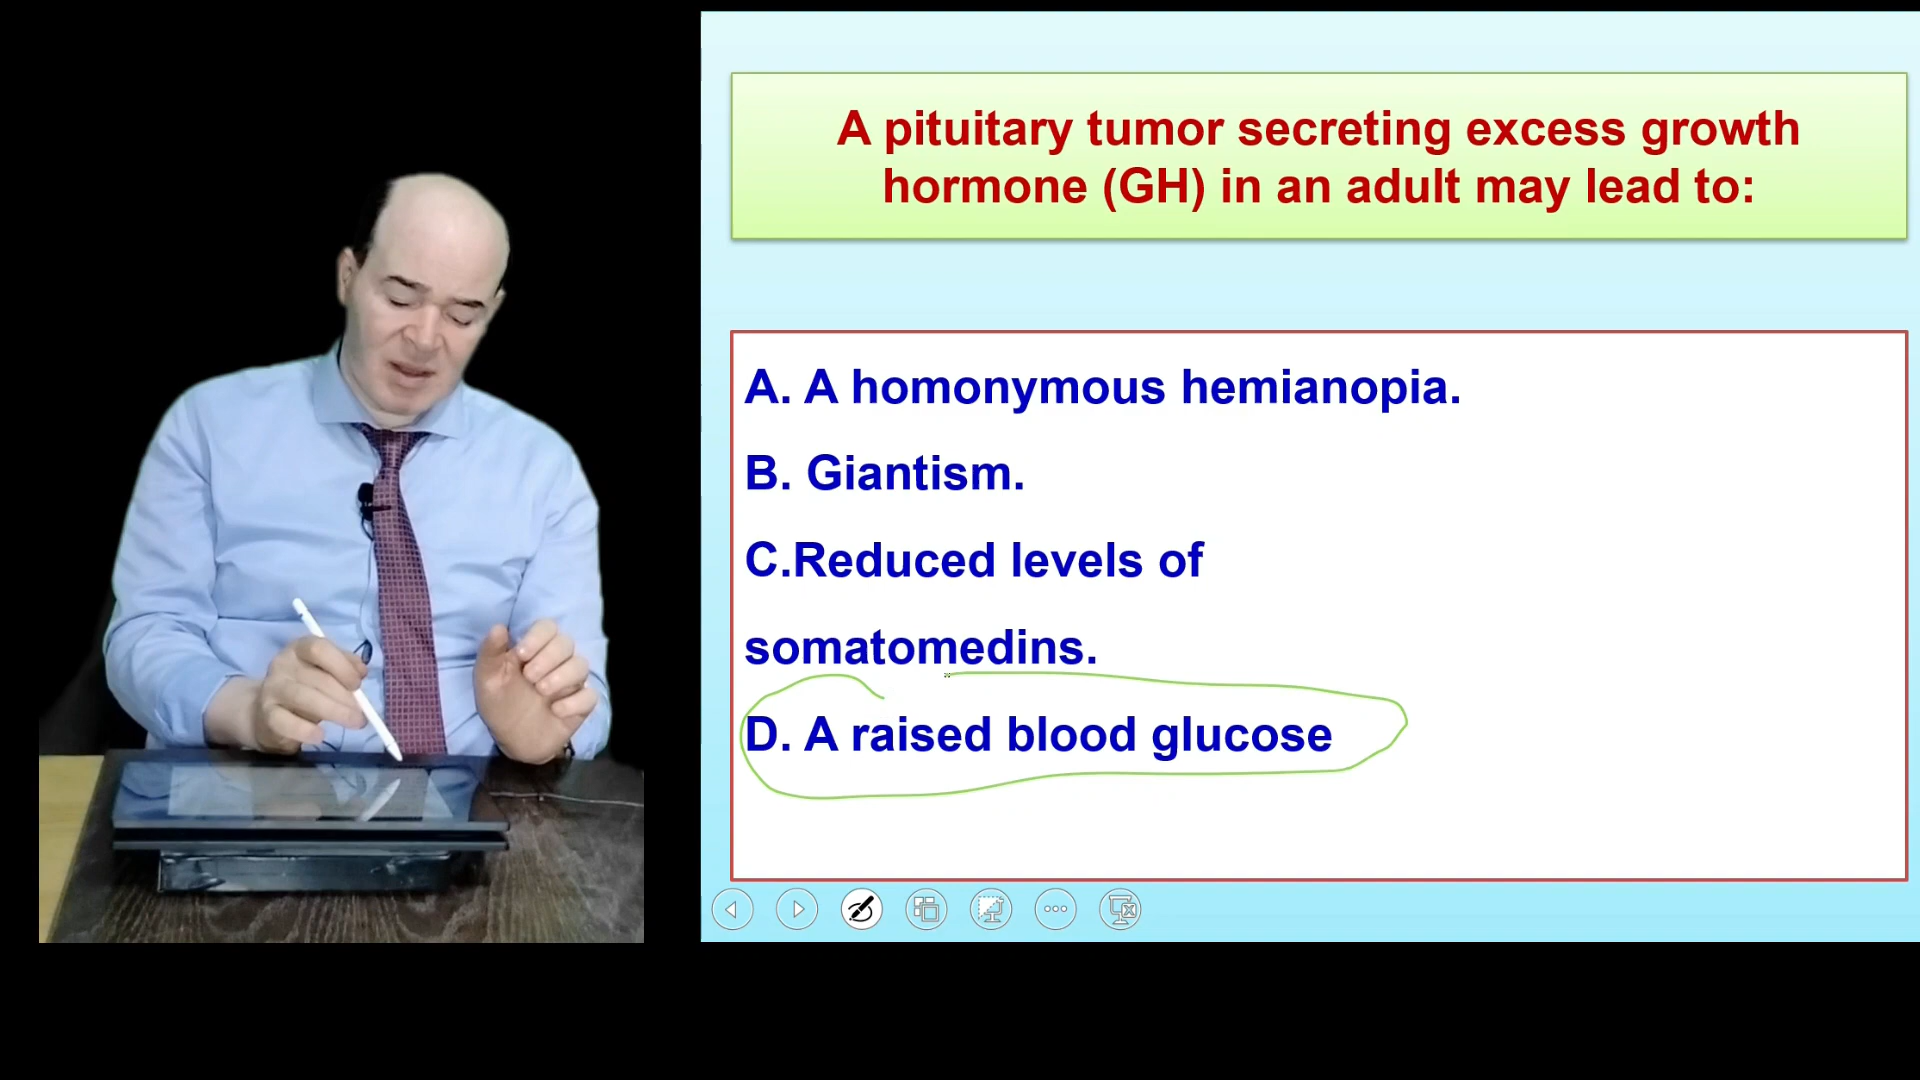 A pituitary tumor secreting excess growth
hormone (GH) in an adult may lead to:
A. A homonymous hemianopia.
B. Giantism.
C.Reduced levels of
somatomedins.
D. A raised blood glucose